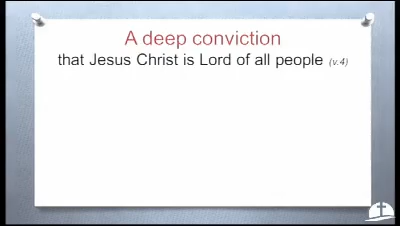 A deep conviction
that Jesus Christ is Lord of all people (v.4)